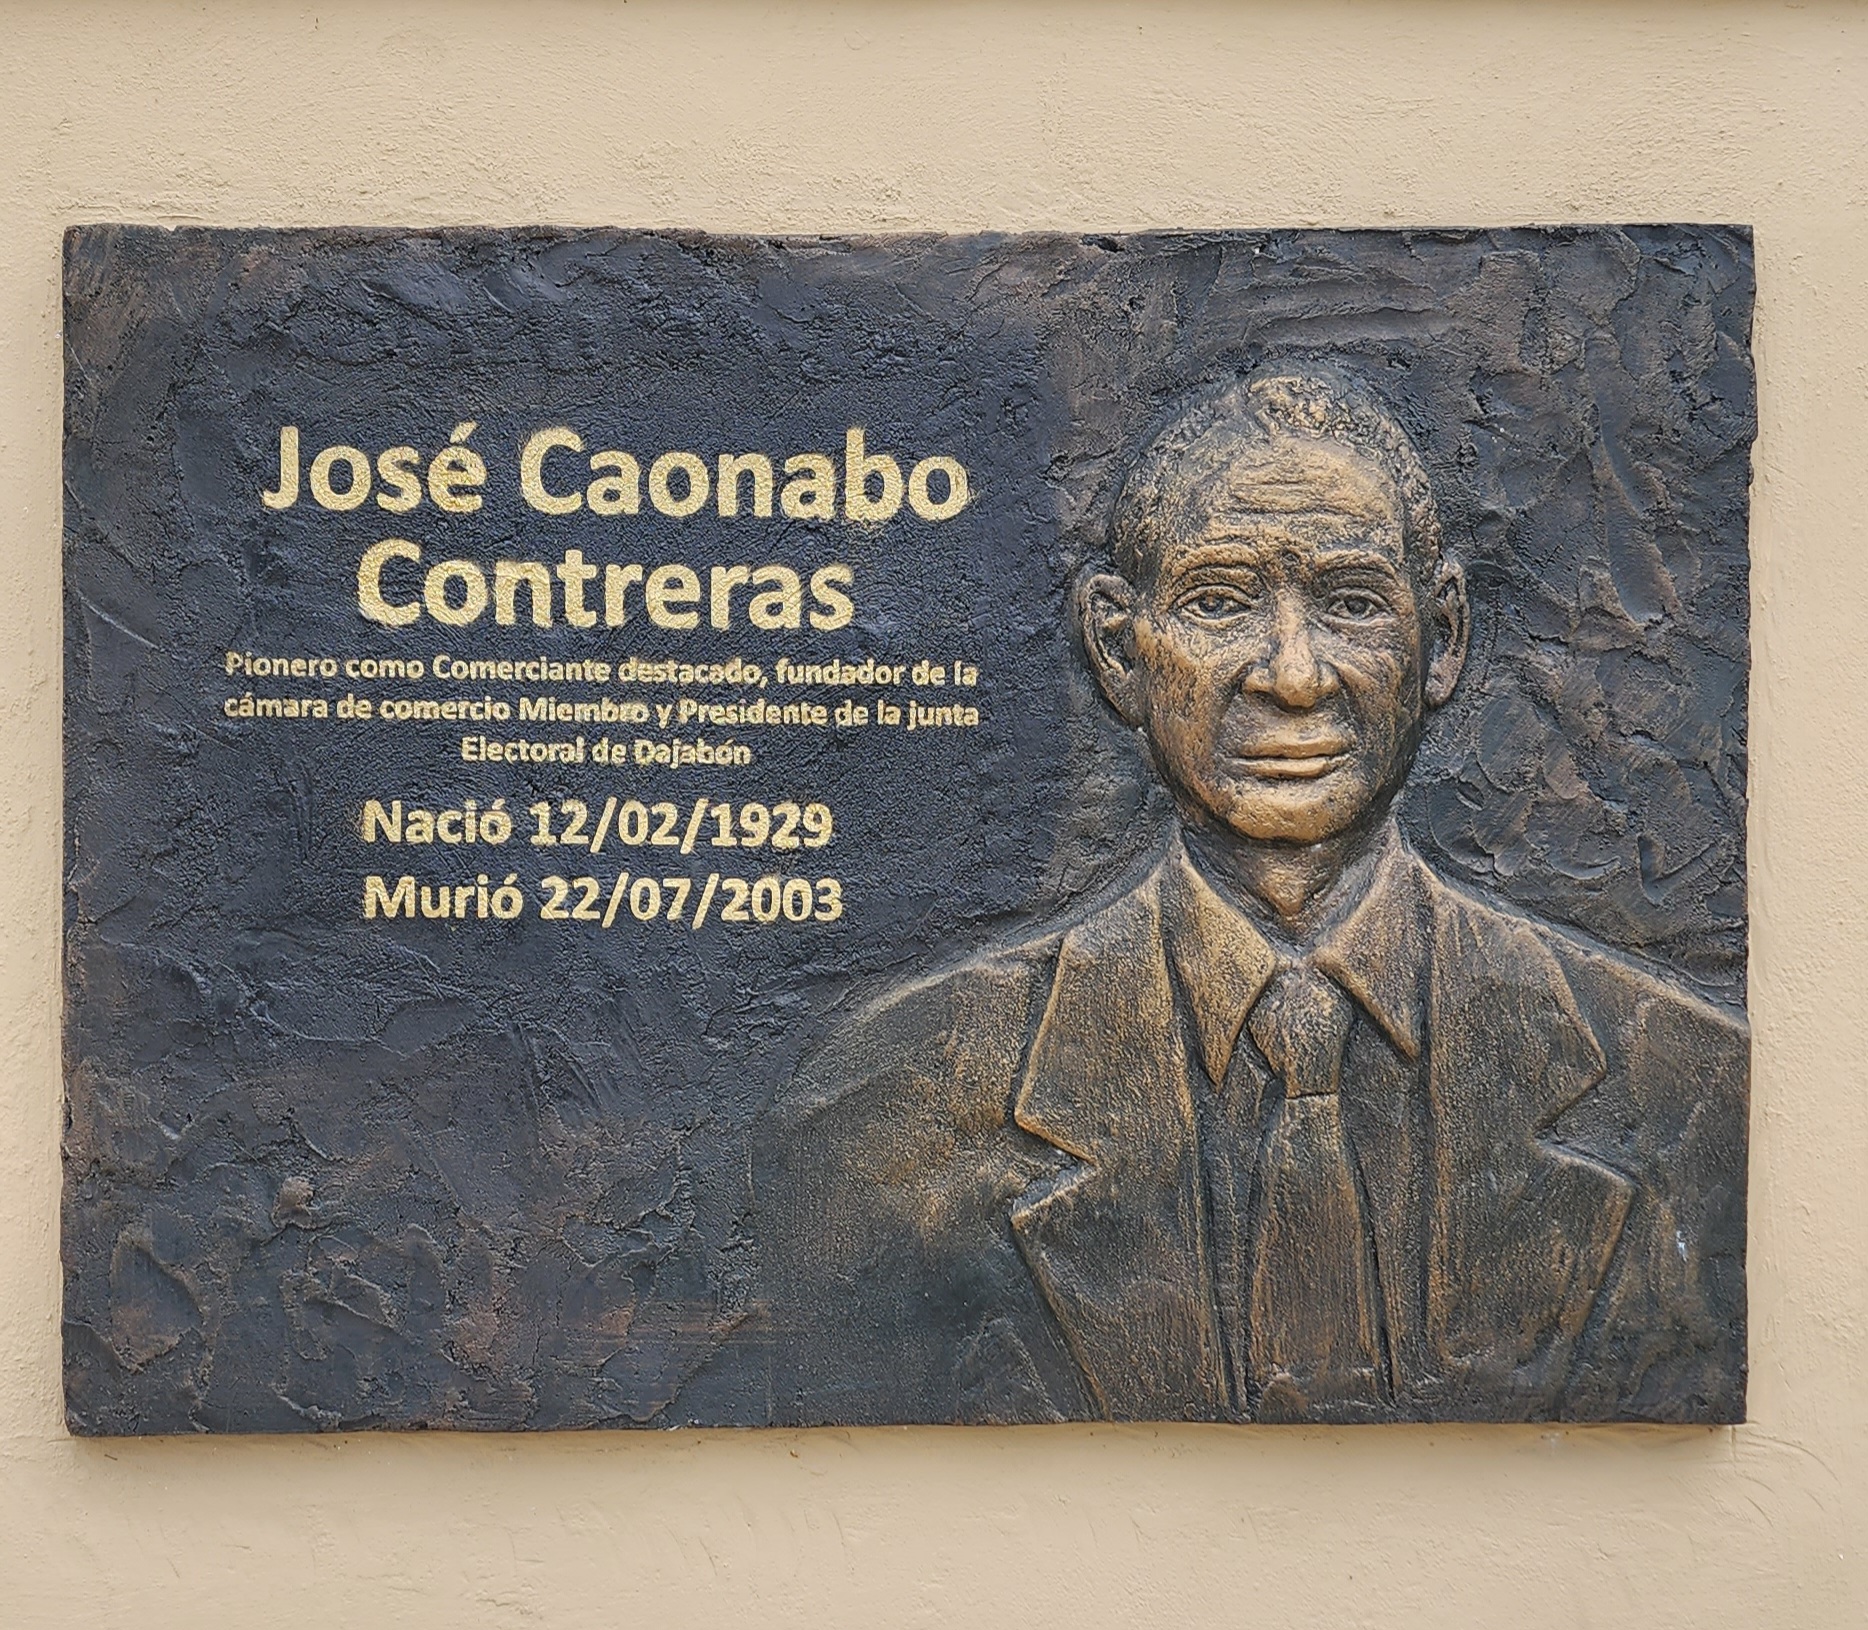 José Caonabo
Contreras
Pionero como Comerciante destacado, fundador de la
cámara de comercio Miembro y Presidente de la junta
Electoral de Dajabón
Nació 12/02/1929
Murió 22/07/2003